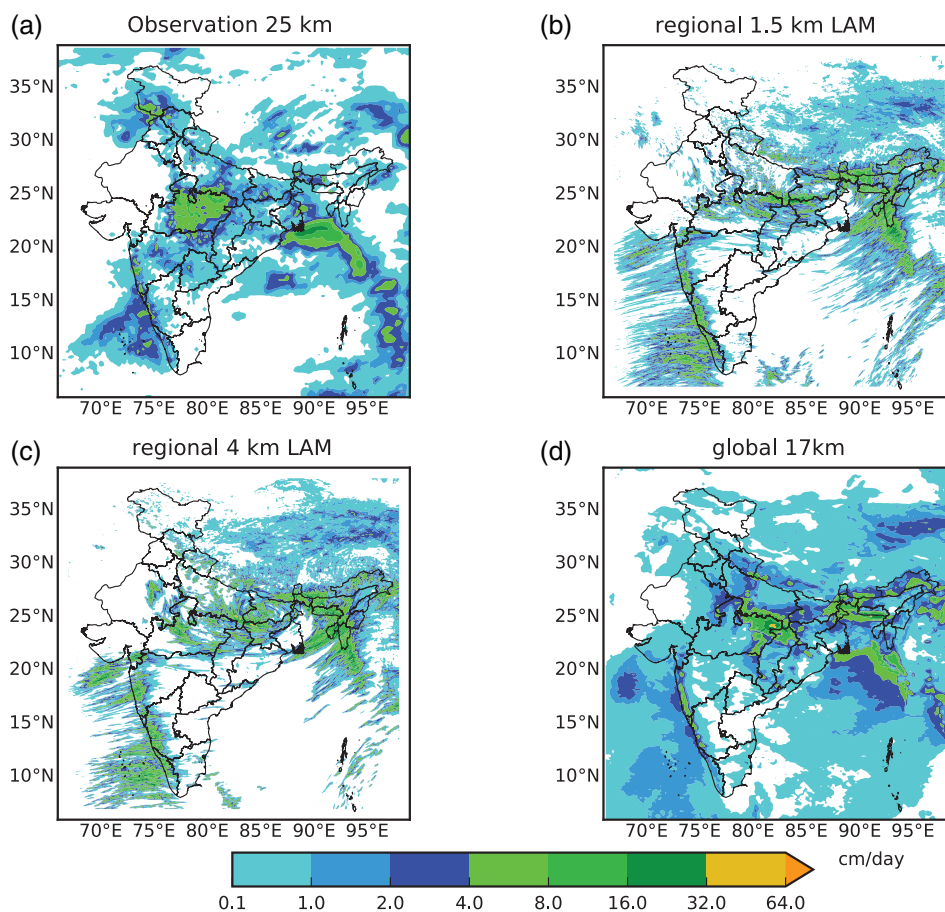 (a) Observation 25 km
(b) regional 1.5 km LAM
35°N
30°N
25°N
20°N
15°N
10°N
70°E 75°E 80°E 85°E 90°E 95°E
35°N
30°N
25°N
20°N
15°N
10°N
70°E 75°E 80°E 85°E 90°E 95°E
(c) regional 4 km LAM
(d) global 17km
35°N
30°N
25°N
20°N
15°N
10°N
70°E 75°E 80°E 85°E 90°E 95°E
35°N
30°N
25°N
20°N
15°N
10°N
70°E 75°E 80°E 85°E 90°E 95°E
cm/day
0.1 1.0 2.0 4.0 8.0 16.0 32.0 64.0